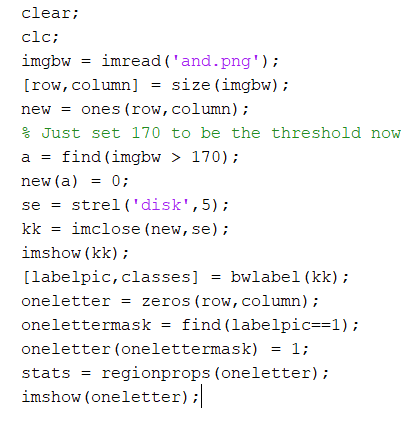 clear;
clc;
imgbw = imread('and.png');
[row,column] = size(imgbw);
new = ones(row,column);
% Just set 170 to be the threshold now
a = find(imgbw > 170);
new(a) = 0;
se = strel('disk',5);
kk = imclose(new,se);
imshow(kk);
[labelpic,classes] = bwlabel(kk);
oneletter = zeros(row,column);
onelettermask = find(labelpic==1);
oneletter(onelettermask) = 1;
stats = regionprops(oneletter);
imshow(oneletter);